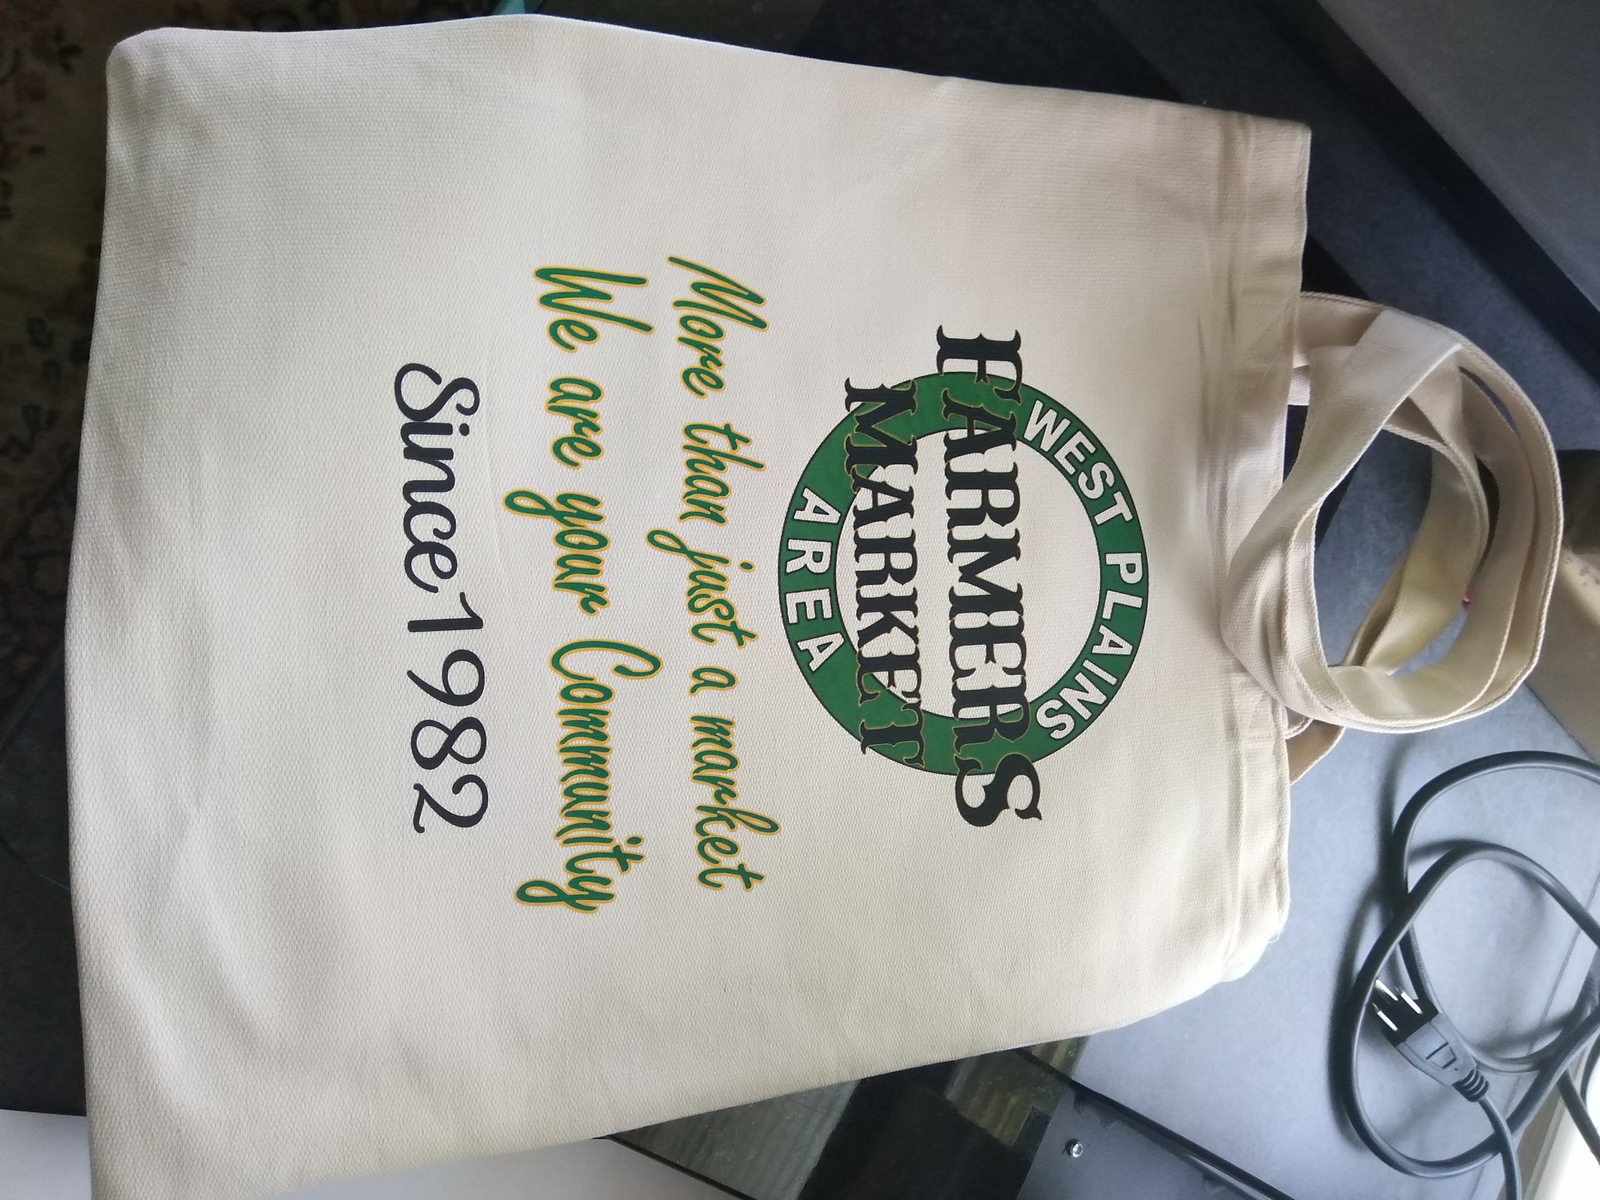 WEST PLAINS
FARMERS
MARKET
AREA
More than just a market
We are your Community
Since 1982